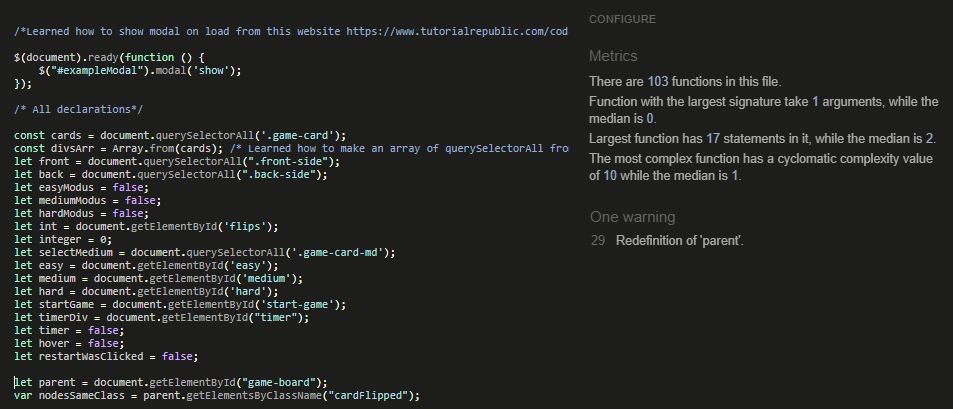 /*Learned how to show modal on load from this website https://www.tutorialrepublic.com/cod
$(document).ready(function () {
    $("#exampleModal").modal('show');
});
/* All declarations*/
const cards = document.querySelectorAll('.game-card');
const divsArr = Array.from(cards); /* Learned how to make an array of querySelectorAll fro
let front = document.querySelectorAll(".front-side");
let back = document.querySelectorAll(".back-side");
let easyModus = false;
let mediumModus = false;
let hardModus = false;
let int = document.getElementById('flips');
let integer = 0;
let selectMedium = document.querySelectorAll('.game-card-md');
let easy = document.getElementById('easy');
let medium = document.getElementById('medium');
let hard = document.getElementById('hard');
let startGame = document.getElementById('start-game');
let timerDiv = document.getElementById("timer");
let timer = false;
let hover = false;
let restartWasClicked = false;
let parent = document.getElementById("game-board");
var nodesSameClass = parent.getElementsByClassName("cardFlipped");
CONFIGURE
Metrics
There are 103 functions in this file.
Function with the largest signature take 1 arguments, while the
median is 0.
Largest function has 17 statements in it, while the median is 2.
The most complex function has a cyclomatic complexity value
of 10 while the median is 1.
One warning
29 Redefinition of 'parent'.